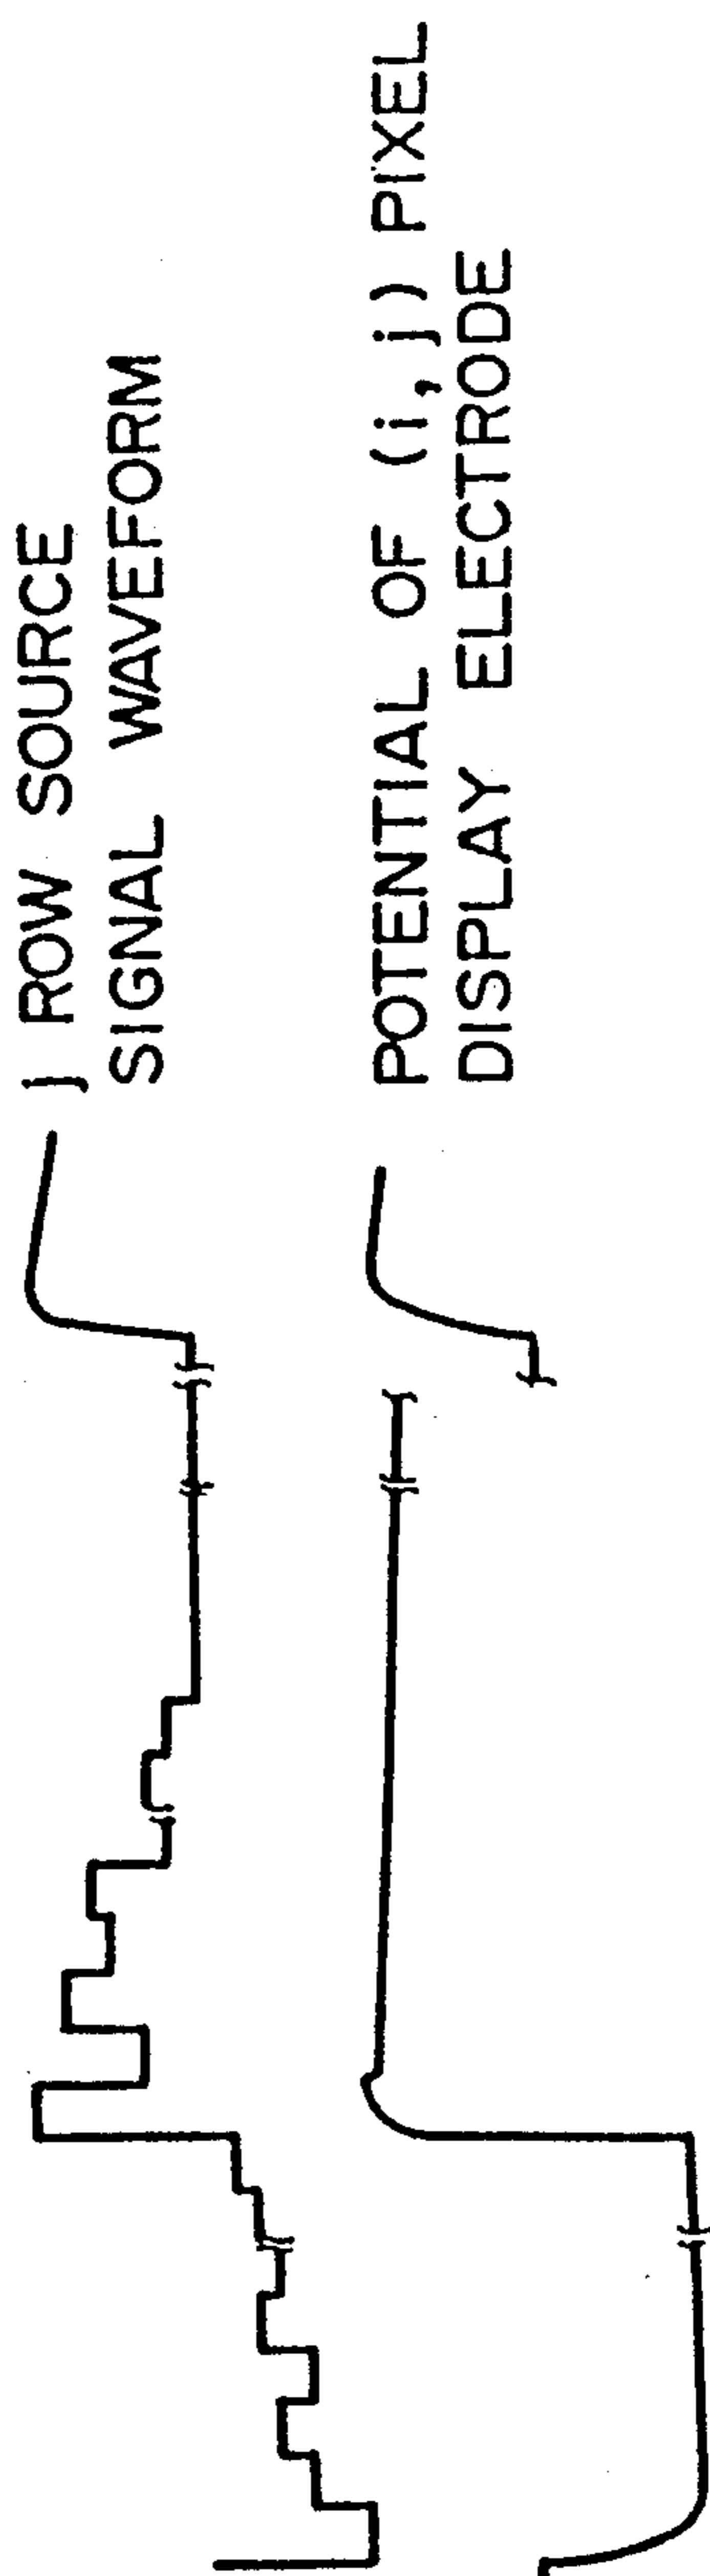 j ROW SOURCE
SIGNAL WAVEFORM
POTENTIAL OF (i, j) PIXEL
DISPLAY ELECTRODE